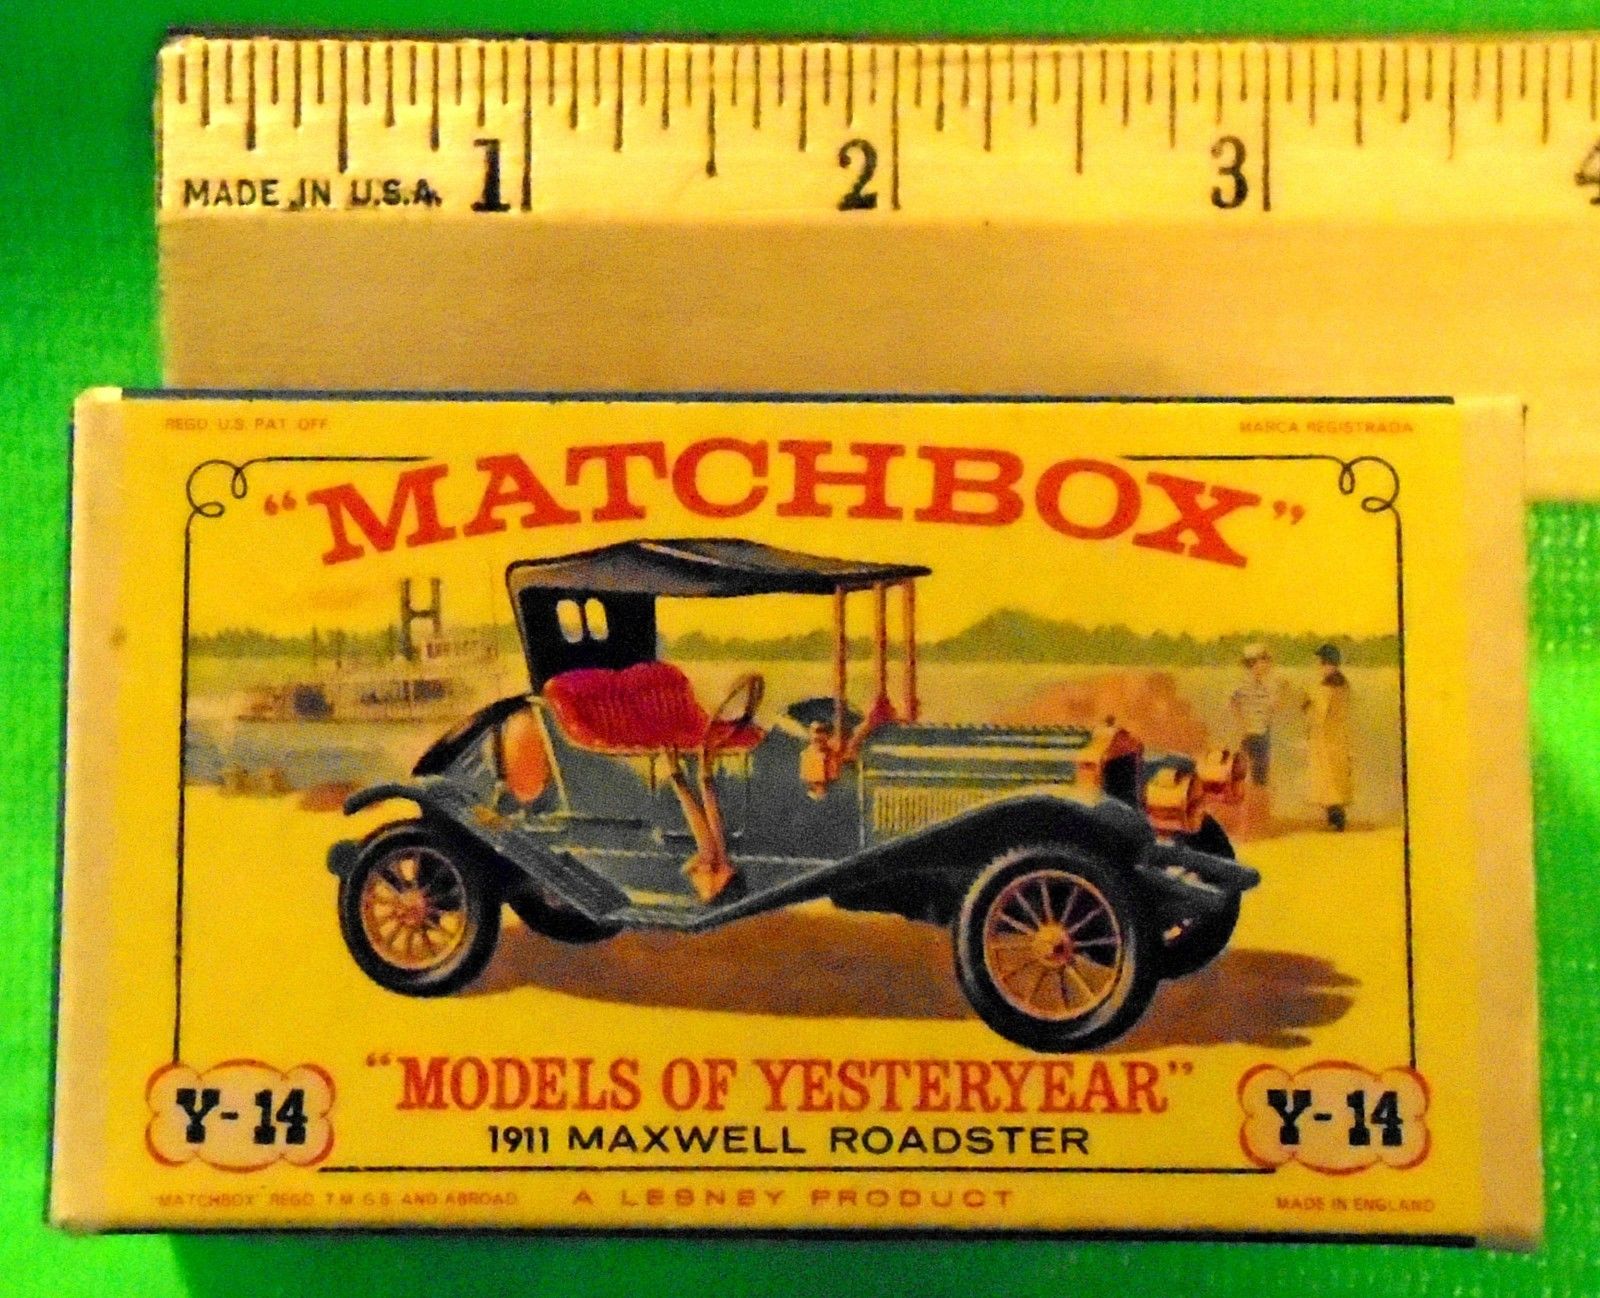 1 2 3 4
MADE IN U.S.A.
REGD U.S. PAT. OFF.
MARCA REGISTRADA
"MATCHBOX"
"MODELS OF YESTERYEAR"
Y-14
1911 MAXWELL ROADSTER
Y-14
"MATCHBOX" REGD. T.M. G.B. AND ABROAD
A LESNEY PRODUCT
MADE IN ENGLAND